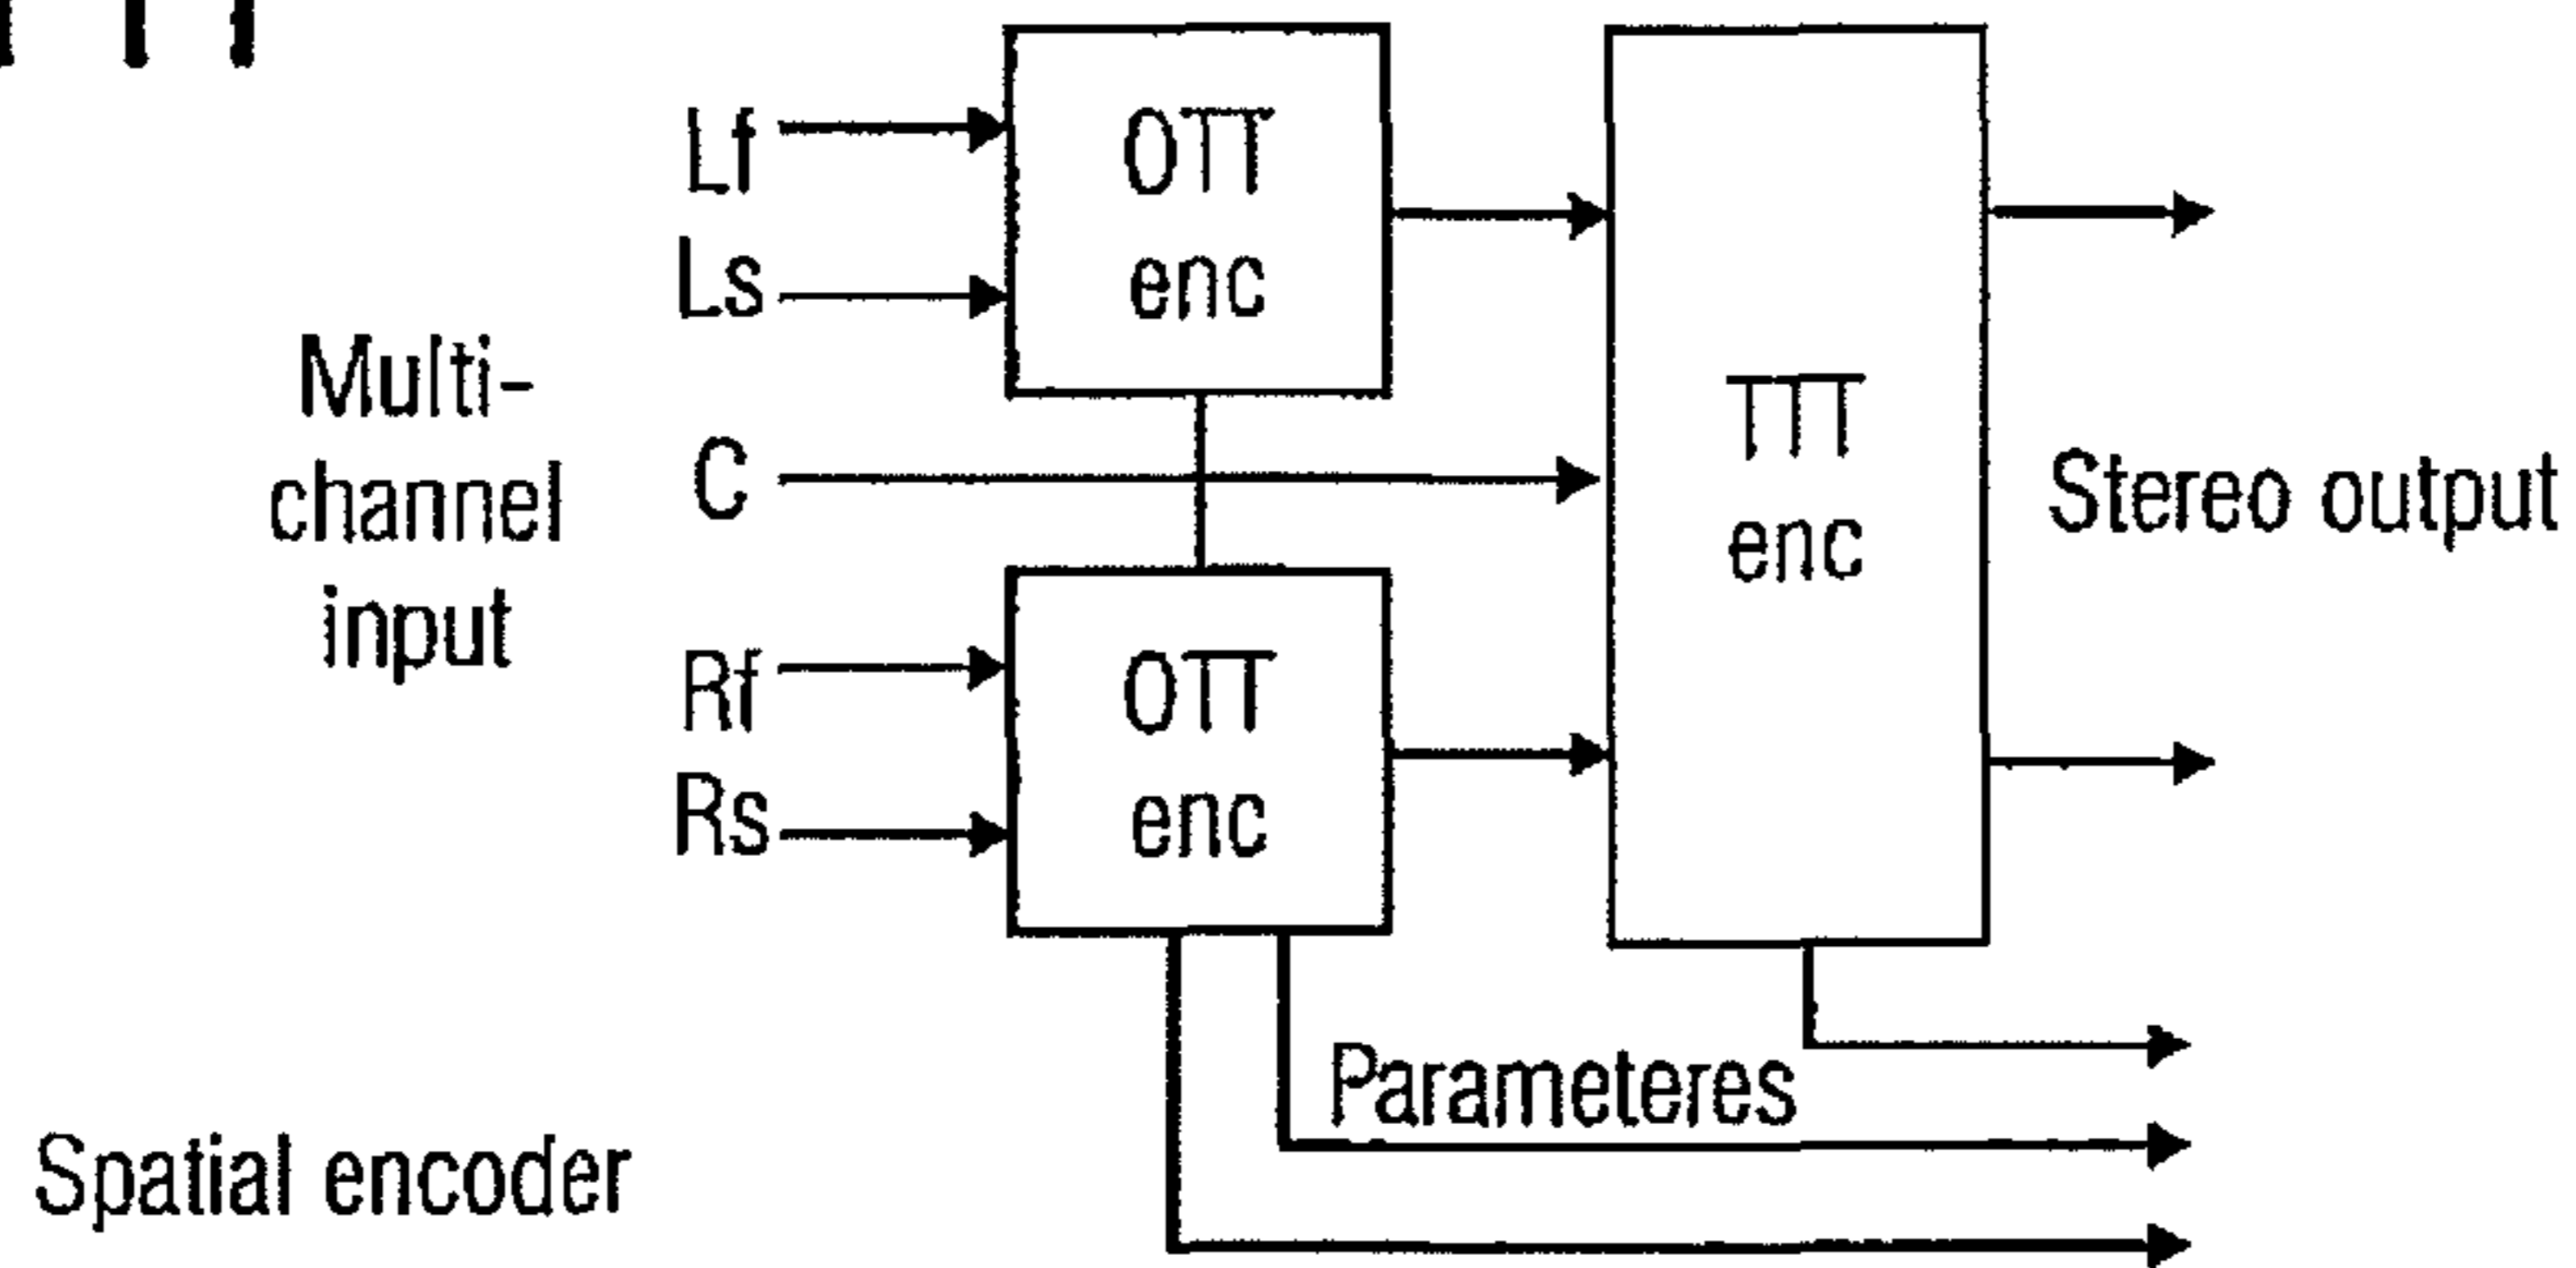 Lf
Ls
C
Rf
Rs
Multi-
channel
input
OTT
enc
OTT
enc
TTT
enc
Stereo output
Parameteres
Spatial encoder